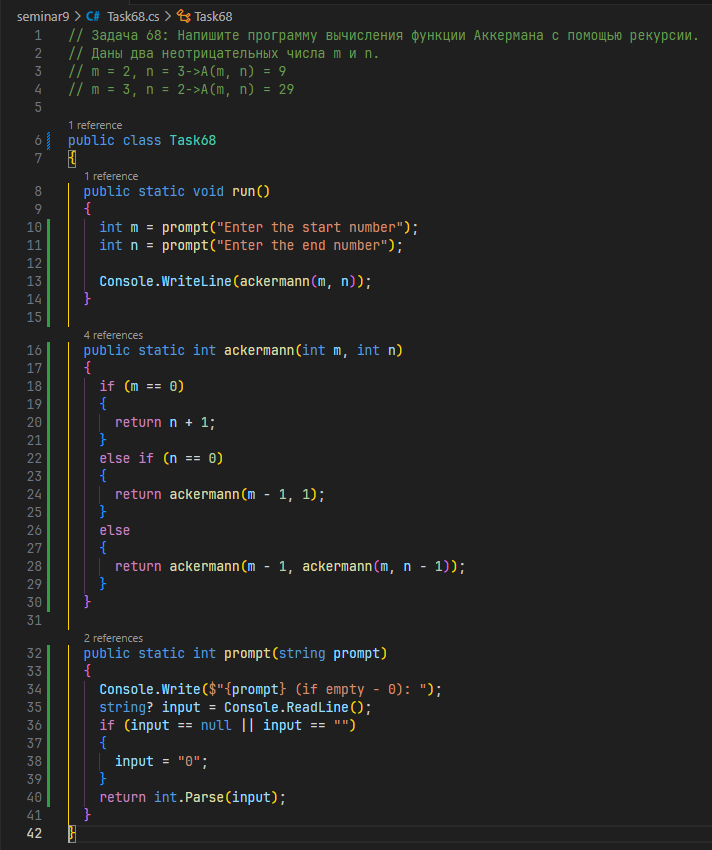 seminar9 > C# Task68.cs > Task68
1 // Задача 68: Напишите программу вычисления функции Аккермана с помощью рекурсии.
2 // Даны два неотрицательных числа m и n.
3 // m = 2, n = 3->A(m, n) = 9
4 // m = 3, n = 2->A(m, n) = 29
5
1 reference
6 public class Task68
7 {
1 reference
8 public static void run()
9 {
10 int m = prompt("Enter the start number");
11 int n = prompt("Enter the end number");
12
13 Console.WriteLine(ackermann(m, n));
14 }
15
4 references
16 public static int ackermann(int m, int n)
17 {
18 if (m == 0)
19 {
20 return n + 1;
21 }
22 else if (n == 0)
23 {
24 return ackermann(m - 1, 1);
25 }
26 else
27 {
28 return ackermann(m - 1, ackermann(m, n - 1));
29 }
30 }
31
2 references
32 public static int prompt(string prompt)
33 {
34 Console.Write($"{prompt} (if empty - 0): ");
35 string? input = Console.ReadLine();
36 if (input == null || input == "")
37 {
38 input = "0";
39 }
40 return int.Parse(input);
41 }
42 }